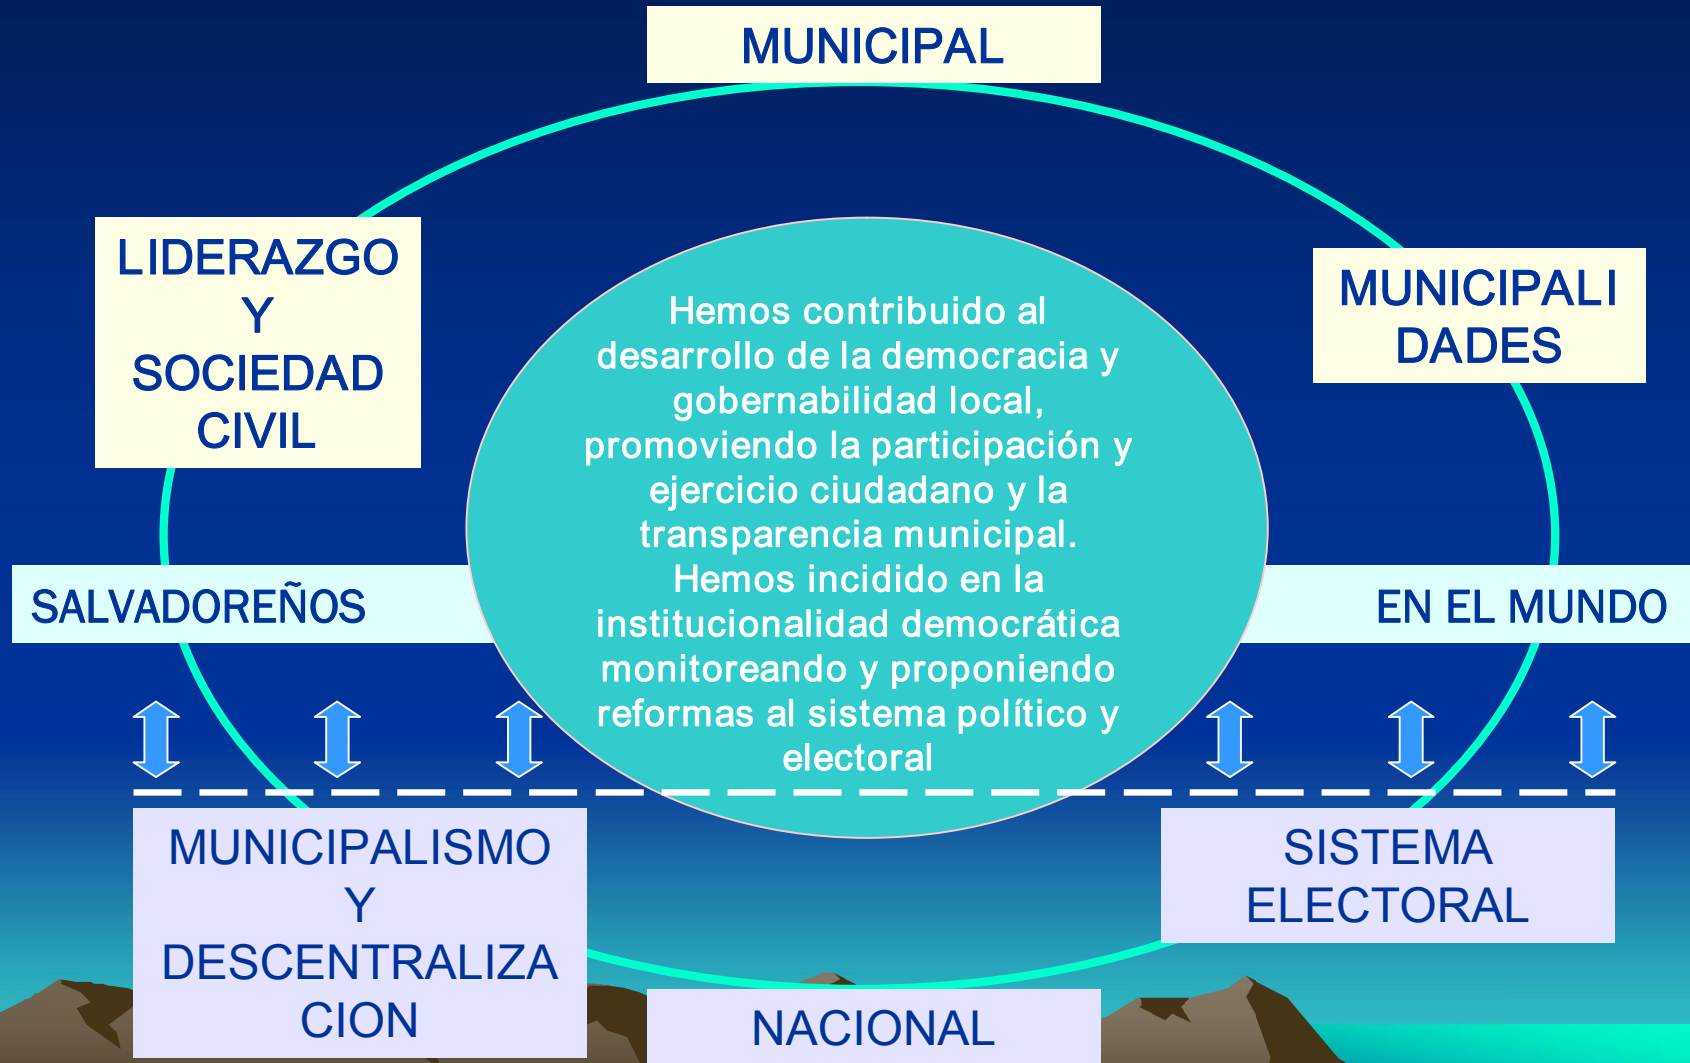 MUNICIPAL
LIDERAZGO
Y
SOCIEDAD
CIVIL
MUNICIPALI
DADES
Hemos contribuido al
desarrollo de la democracia y
gobernabilidad local,
promoviendo la participación y
ejercicio ciudadano y la
transparencia municipal.
Hemos incidido en la
institucionalidad democrática
monitoreando y proponiendo
reformas al sistema político y
electoral
SALVADOREÑOS
EN EL MUNDO
MUNICIPALISMO
Y
DESCENTRALIZA
CION
SISTEMA
ELECTORAL
NACIONAL